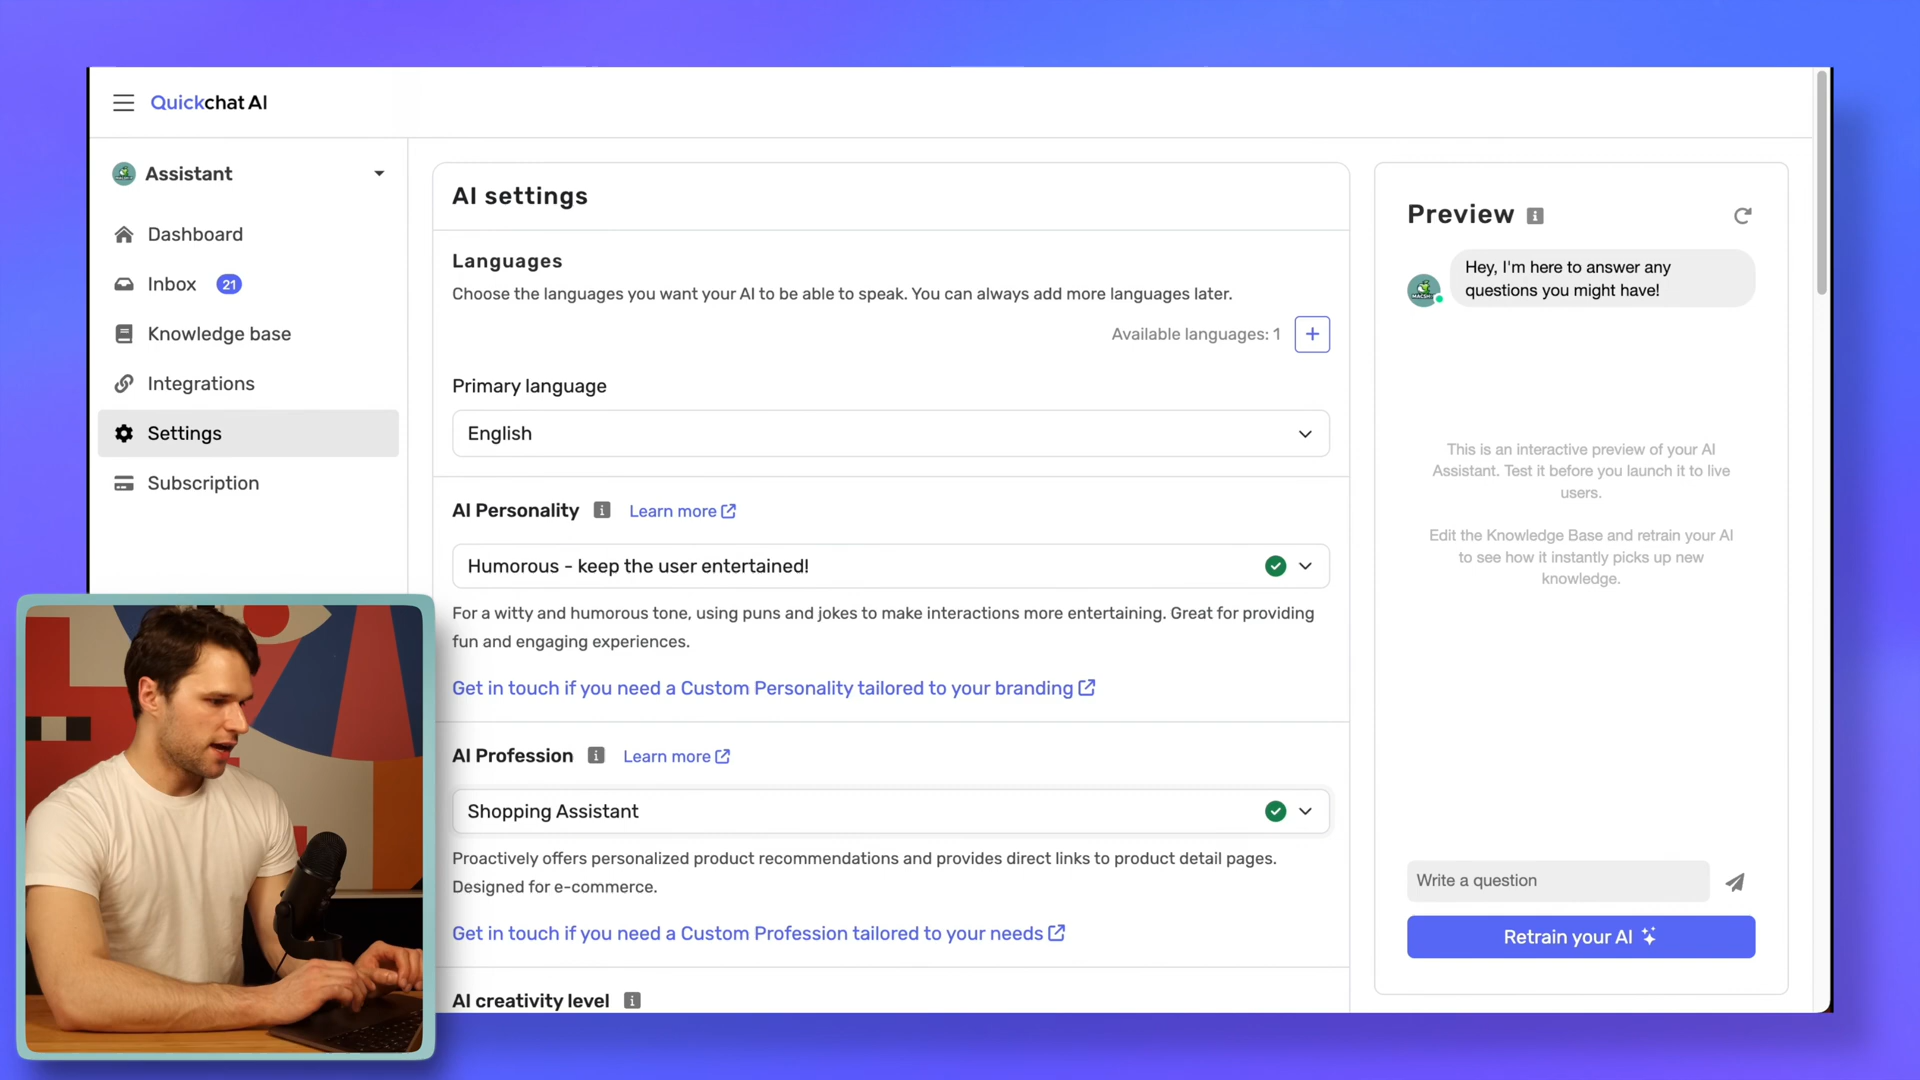 Quickchat AI
Assistant
Dashboard
Inbox 21
Knowledge base
Integrations
Settings
Subscription
AI settings
Languages
Choose the languages you want your AI to be able to speak. You can always add more languages later.
Available languages: 1 +
Primary language
English
AI Personality i Learn more
Humorous - keep the user entertained!
For a witty and humorous tone, using puns and jokes to make interactions more entertaining. Great for providing
fun and engaging experiences.
Get in touch if you need a Custom Personality tailored to your branding
AI Profession i Learn more
Shopping Assistant
Proactively offers personalized product recommendations and provides direct links to product detail pages.
Designed for e-commerce.
Get in touch if you need a Custom Profession tailored to your needs
AI creativity level i
Preview i
Hey, I'm here to answer any
questions you might have!
This is an interactive preview of your AI
Assistant. Test it before you launch it to live
users.
Edit the Knowledge Base and retrain your AI
to see how it instantly picks up new
knowledge.
Write a question
Retrain your AI